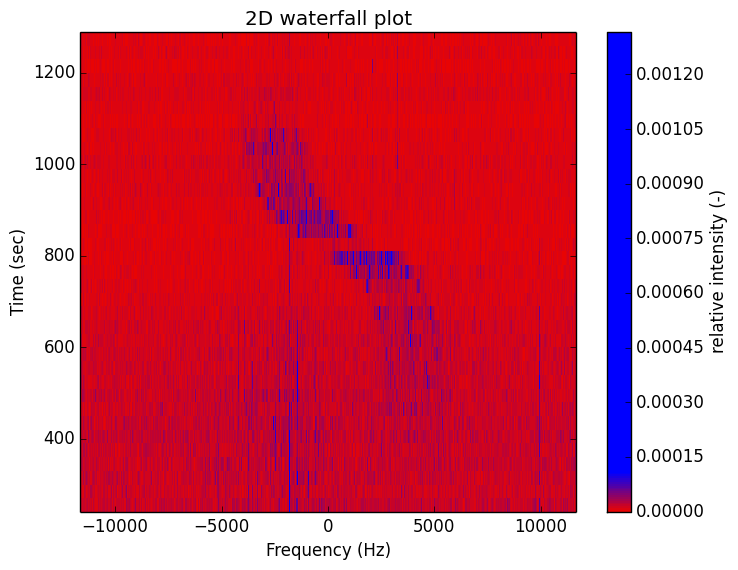 2D waterfall plot
1200
1000
800
600
400
Time (sec)
−10000 −5000 0 5000 10000
Frequency (Hz)
0.00120
0.00105
0.00090
0.00075
0.00060
0.00045
0.00030
0.00015
0.00000
relative intensity (-)